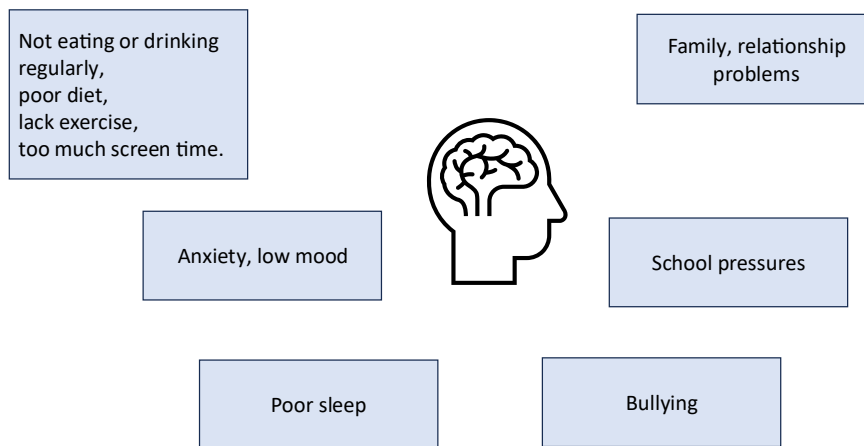 Not eating or drinking
regularly,
poor diet,
lack exercise,
too much screen time.
Family, relationship
problems
Anxiety, low mood
School pressures
Poor sleep
Bullying